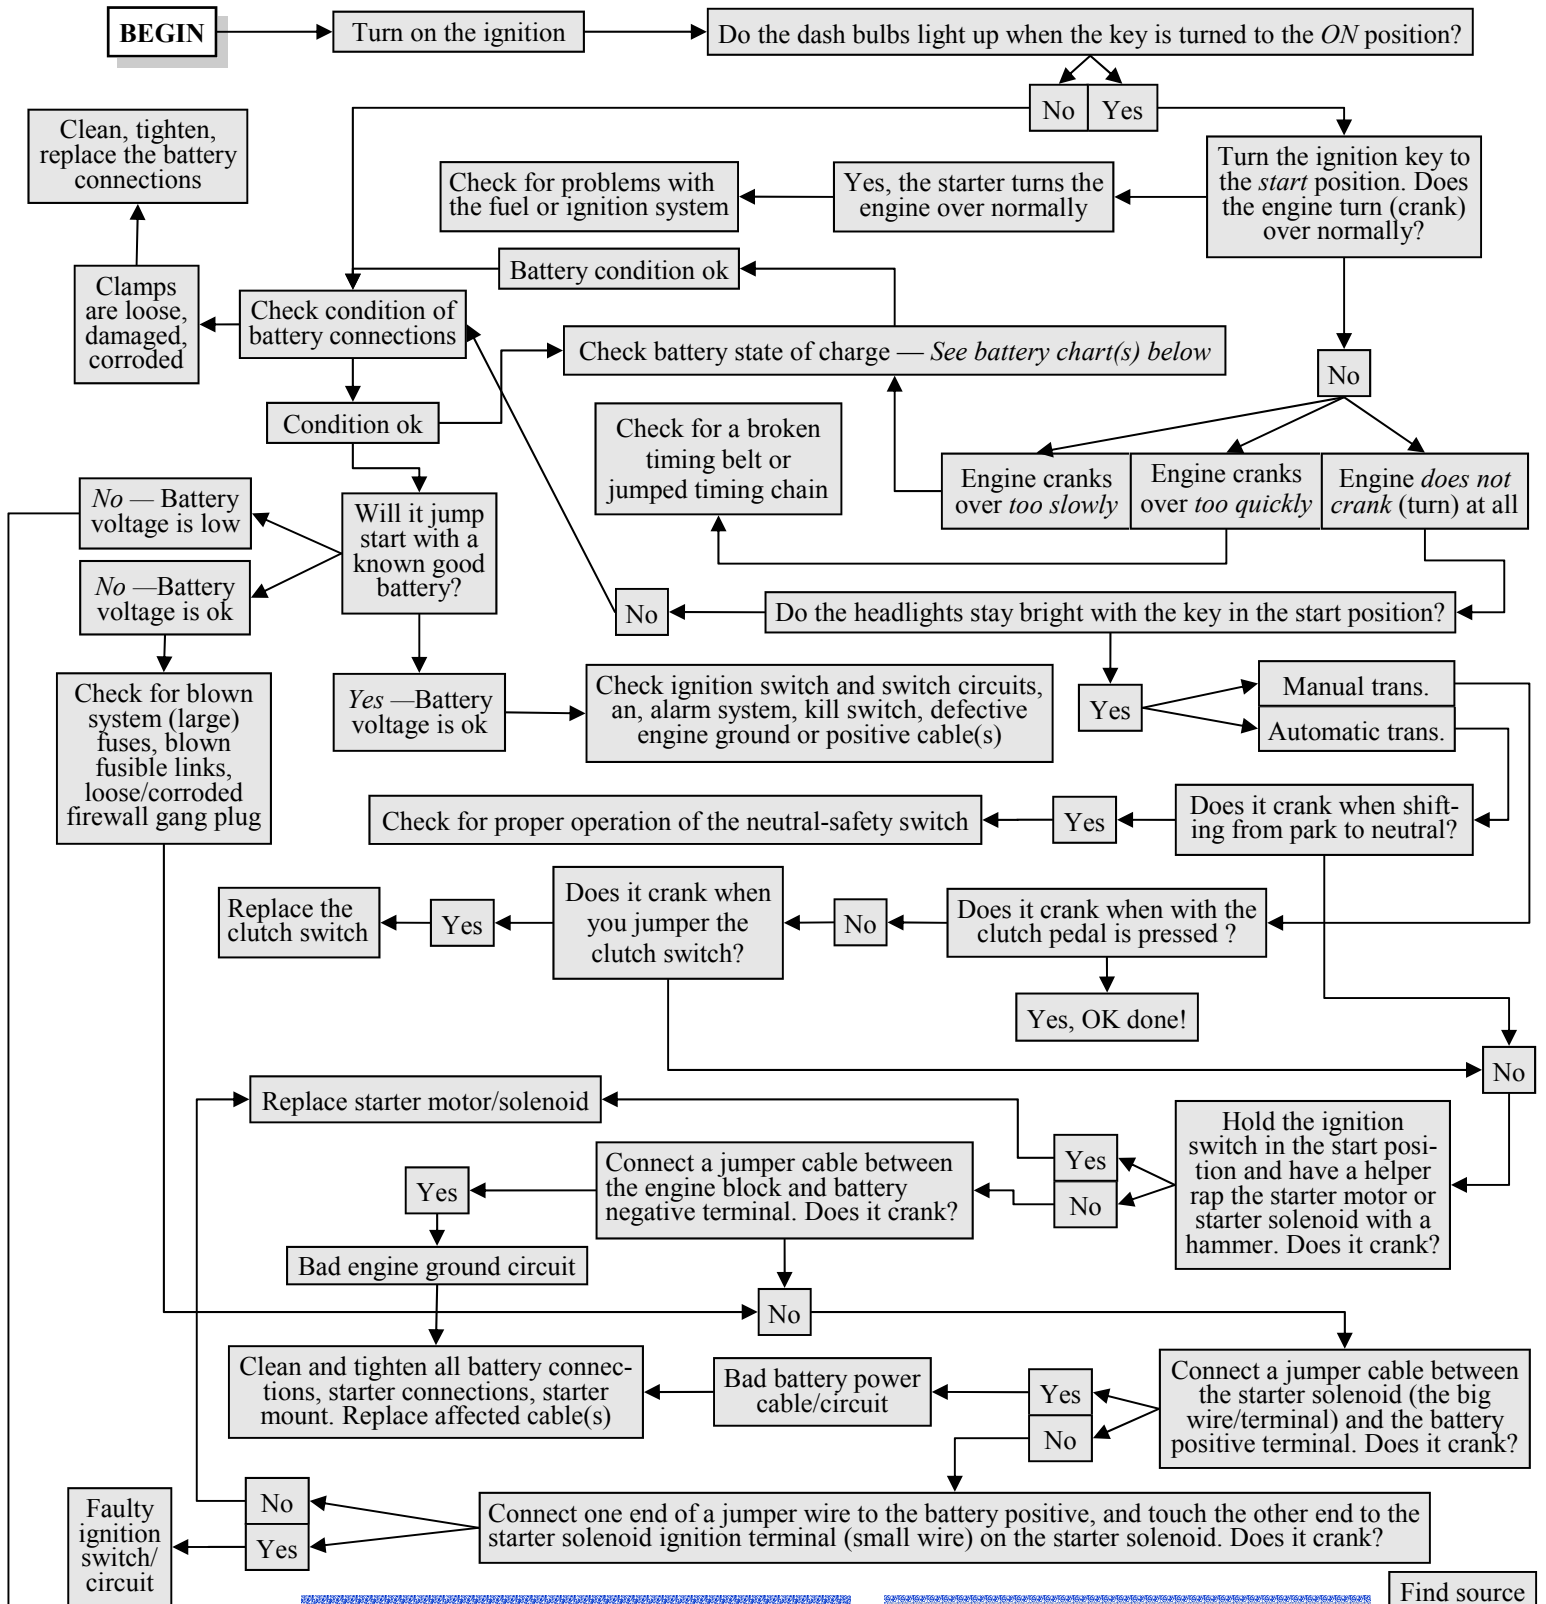 BEGIN
Turn on the ignition
Do the dash bulbs light up when the key is turned to the ON position?
No
Yes
Clean, tighten,
replace the battery
connections
Check for problems with
the fuel or ignition system
Yes, the starter turns the
engine over normally
Turn the ignition key to
the start position. Does
the engine turn (crank)
over normally?
Battery condition ok
Clamps
are loose,
damaged,
corroded
Check condition of
battery connections
Check battery state of charge — See battery chart(s) below
No
Condition ok
Check for a broken
timing belt or
jumped timing chain
Engine cranks
over too slowly
Engine cranks
over too quickly
Engine does not
crank (turn) at all
No — Battery
voltage is low
Will it jump
start with a
known good
battery?
No —Battery
voltage is ok
No
Do the headlights stay bright with the key in the start position?
Check for blown
system (large)
fuses, blown
fusible links,
loose/corroded
firewall gang plug
Yes —Battery
voltage is ok
Check ignition switch and switch circuits,
an, alarm system, kill switch, defective
engine ground or positive cable(s)
Yes
Manual trans.
Automatic trans.
Check for proper operation of the neutral-safety switch
Yes
Does it crank when shift-
ing from park to neutral?
Replace the
clutch switch
Yes
Does it crank when
you jumper the
clutch switch?
No
Does it crank when with the
clutch pedal is pressed ?
Yes, OK done!
No
Replace starter motor/solenoid
Hold the ignition
switch in the start posi-
tion and have a helper
rap the starter motor or
starter solenoid with a
hammer. Does it crank?
Yes
No
Connect a jumper cable between
the engine block and battery
negative terminal. Does it crank?
Yes
Bad engine ground circuit
No
Clean and tighten all battery connec-
tions, starter connections, starter
mount. Replace affected cable(s)
Bad battery power
cable/circuit
Yes
No
Connect a jumper cable between
the starter solenoid (the big
wire/terminal) and the battery
positive terminal. Does it crank?
Faulty
ignition
switch/
circuit
No
Yes
Connect one end of a jumper wire to the battery positive, and touch the other end to the
starter solenoid ignition terminal (small wire) on the starter solenoid. Does it crank?
Find source